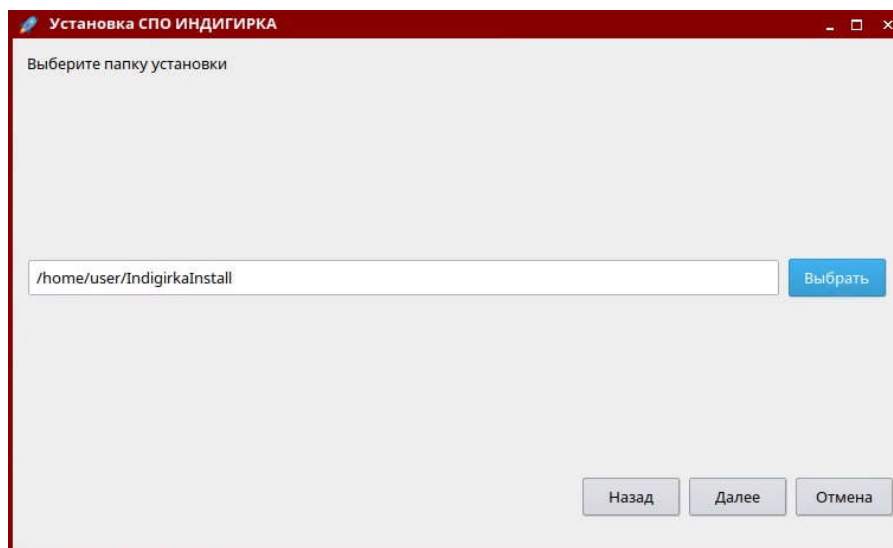 Установка СПО ИНДИГИРКА
Выберите папку установки
/home/user/IndigirkaInstall
Выбрать
Назад
Далее
Отмена